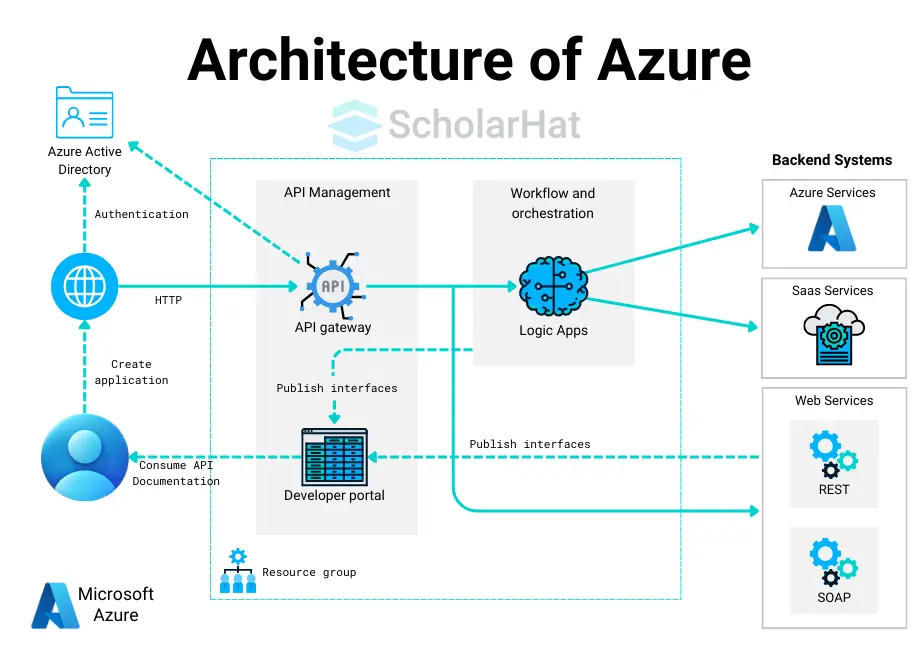 Architecture of Azure
ScholarHat
Azure Active
Directory
Authentication
HTTP
Create
application
API Management
API
API gateway
Publish interfaces
Consume API
Documentation
Developer portal
Workflow and
orchestration
Logic Apps
Publish interfaces
Resource group
Backend Systems
Azure Services
Saas Services
Web Services
REST
SOAP
Microsoft
Azure